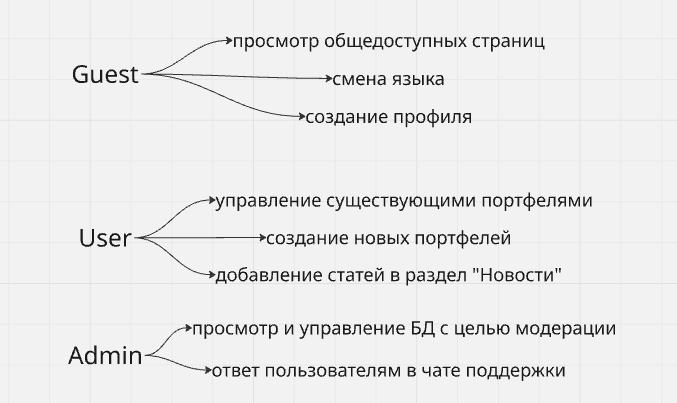 просмотр общедоступных страниц
Guest
смена языка
создание профиля
управление существующими портфелями
User
создание новых портфелей
добавление статей в раздел "Новости"
просмотр и управление БД с целью модерации
Admin
ответ пользователям в чате поддержки